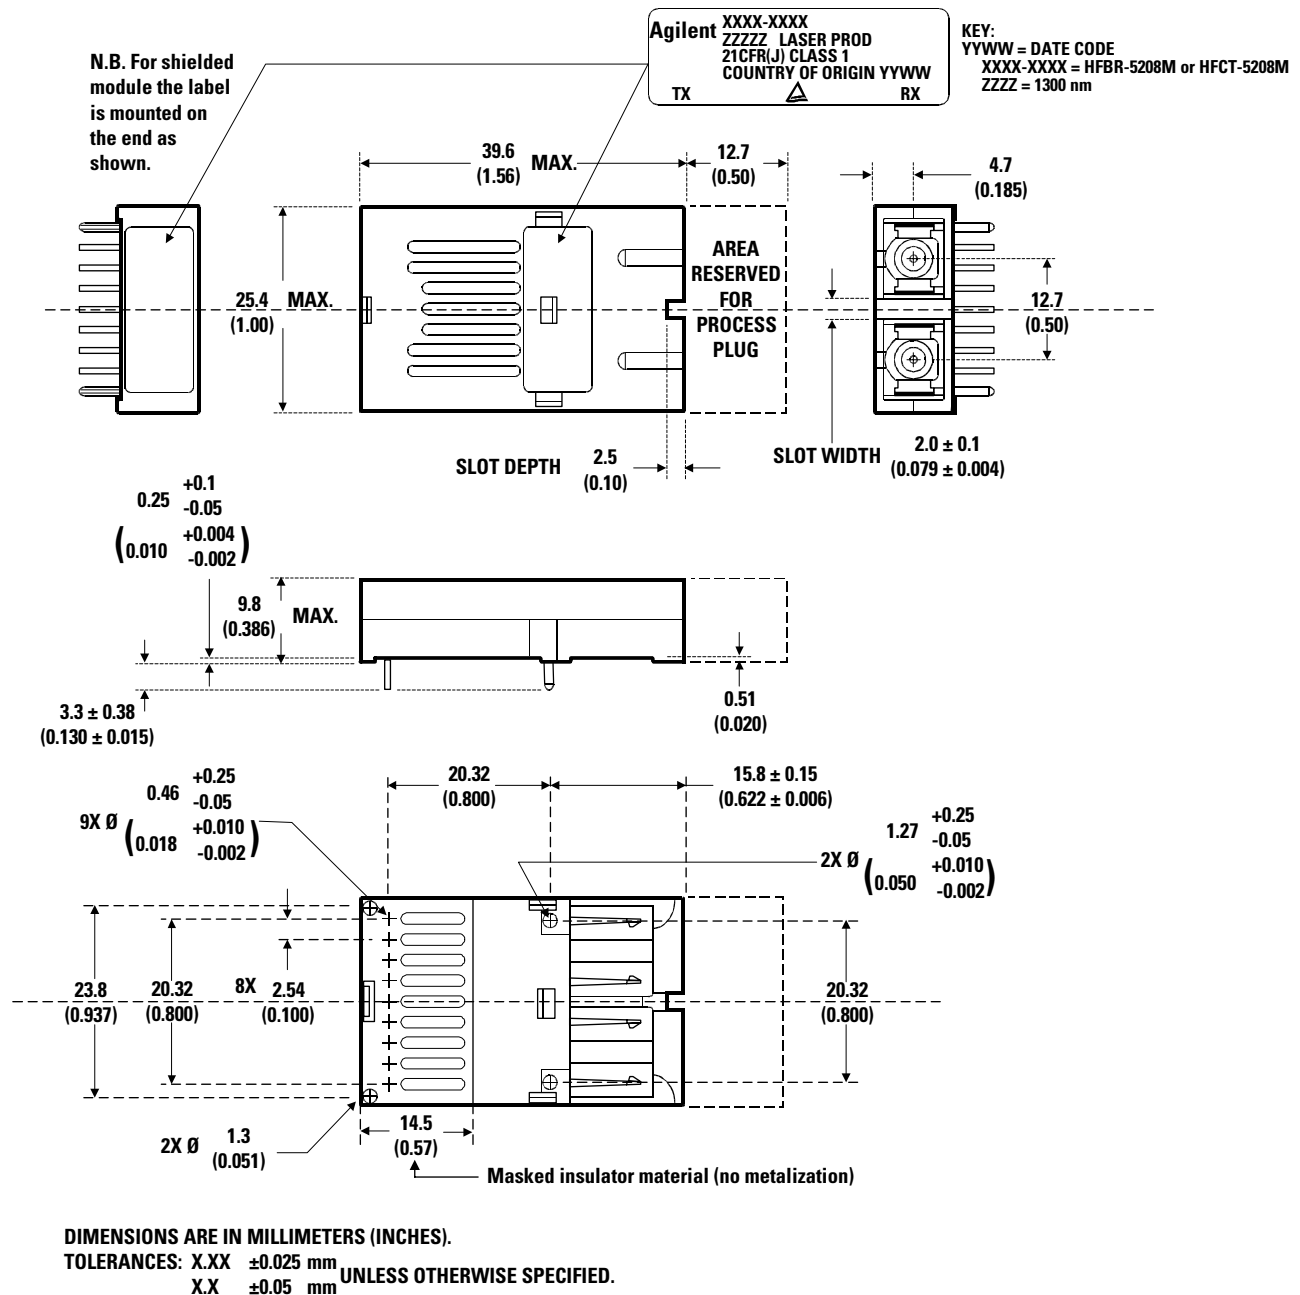 N.B. For shielded
module the label
is mounted on
the end as
shown.
Agilent
XXXX-XXXX
ZZZZZ LASER PROD
21CFR(J) CLASS 1
COUNTRY OF ORIGIN YYWW
TX RX
KEY:
YYWW = DATE CODE
XXXX-XXXX = HFBR-5208M or HFCT-5208M
ZZZZ = 1300 nm
39.6
(1.56)
MAX.
12.7
(0.50)
4.7
(0.185)
25.4
(1.00)
MAX.
AREA
RESERVED
FOR
PROCESS
PLUG
12.7
(0.50)
SLOT DEPTH
2.5
(0.10)
SLOT WIDTH
2.0 ± 0.1
(0.079 ± 0.004)
+0.1
0.25
-0.05
+0.004
(0.010 )
-0.002
9.8
(0.386)
MAX.
3.3 ± 0.38
(0.130 ± 0.015)
0.51
(0.020)
20.32
(0.800)
15.8 ± 0.15
(0.622 ± 0.006)
+0.25
0.46
-0.05
9X Ø
+0.010
(0.018 )
-0.002
+0.25
1.27
-0.05
2X Ø
+0.010
(0.050 )
-0.002
23.8
(0.937)
20.32
(0.800)
8X
2.54
(0.100)
20.32
(0.800)
2X Ø
1.3
(0.051)
14.5
(0.57)
Masked insulator material (no metalization)
DIMENSIONS ARE IN MILLIMETERS (INCHES).
TOLERANCES: X.XX ±0.025 mm
X.X ±0.05 mm
UNLESS OTHERWISE SPECIFIED.